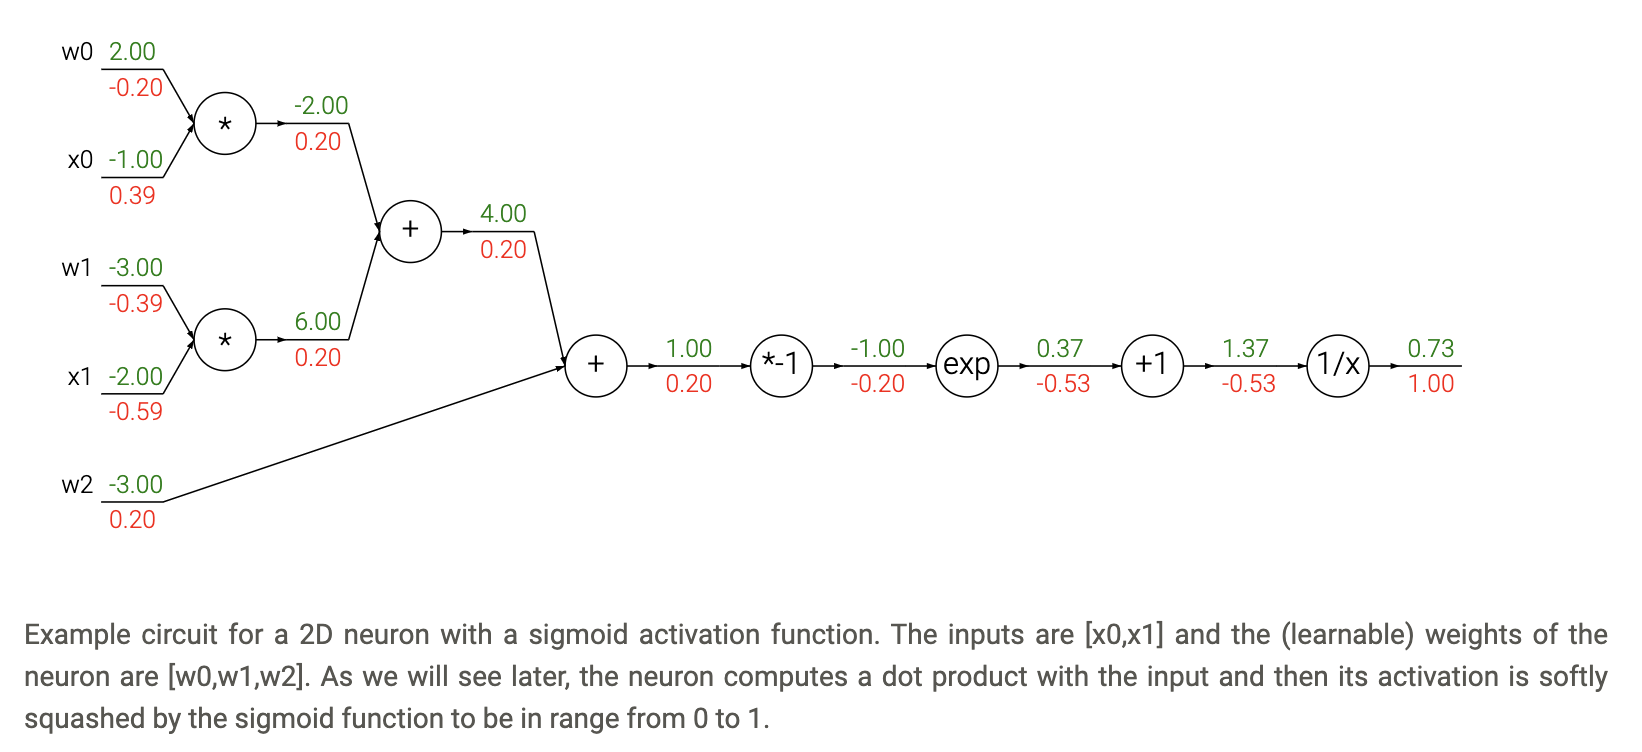 w0 2.00
-0.20
-2.00
*
0.20
x0 -1.00
0.39
4.00
+
0.20
w1 -3.00
-0.39
6.00
*
0.20
x1 -2.00
-0.59
1.00 -1.00 0.37 1.37 0.73
+ *-1 exp +1 1/x
0.20 -0.20 -0.53 -0.53 1.00
w2 -3.00
0.20
Example circuit for a 2D neuron with a sigmoid activation function. The inputs are [x0,x1] and the (learnable) weights of the
neuron are [w0,w1,w2]. As we will see later, the neuron computes a dot product with the input and then its activation is softly
squashed by the sigmoid function to be in range from 0 to 1.